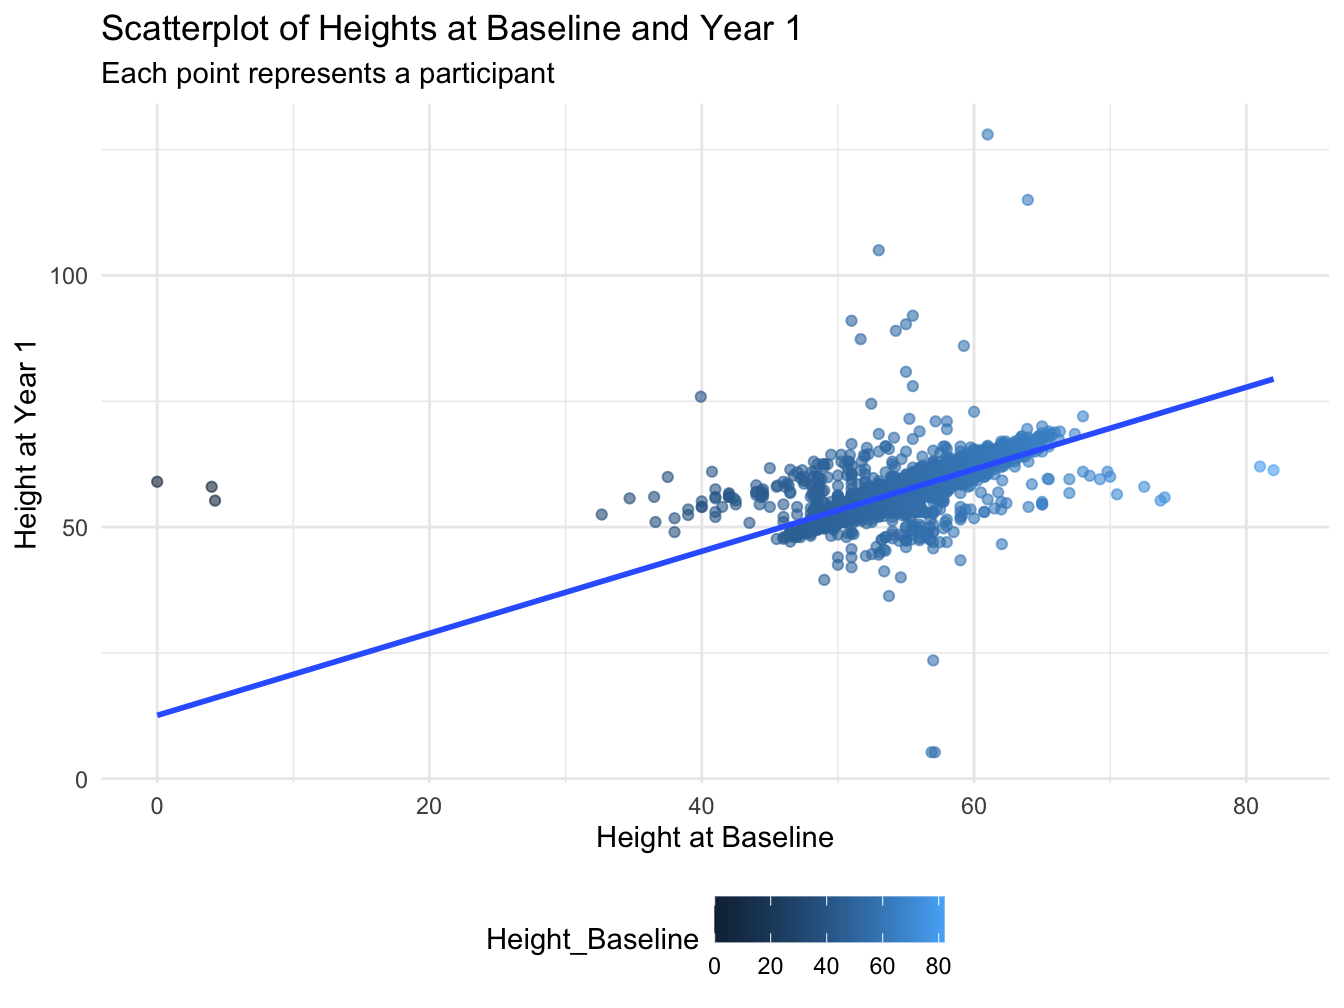 Scatterplot of Heights at Baseline and Year 1
Each point represents a participant
Height at Year 1
100
50
0
0 20 40 60 80
Height at Baseline
Height_Baseline
0 20 40 60 80